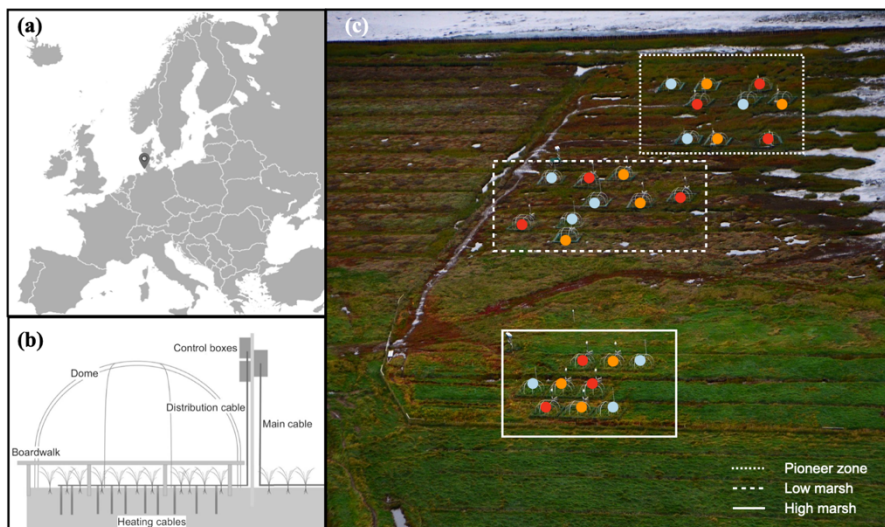 (a)
(b)
Control boxes
Dome
Distribution cable
Main cable
Boardwalk
Heating cables
(c)
Pioneer zone
Low marsh
High marsh